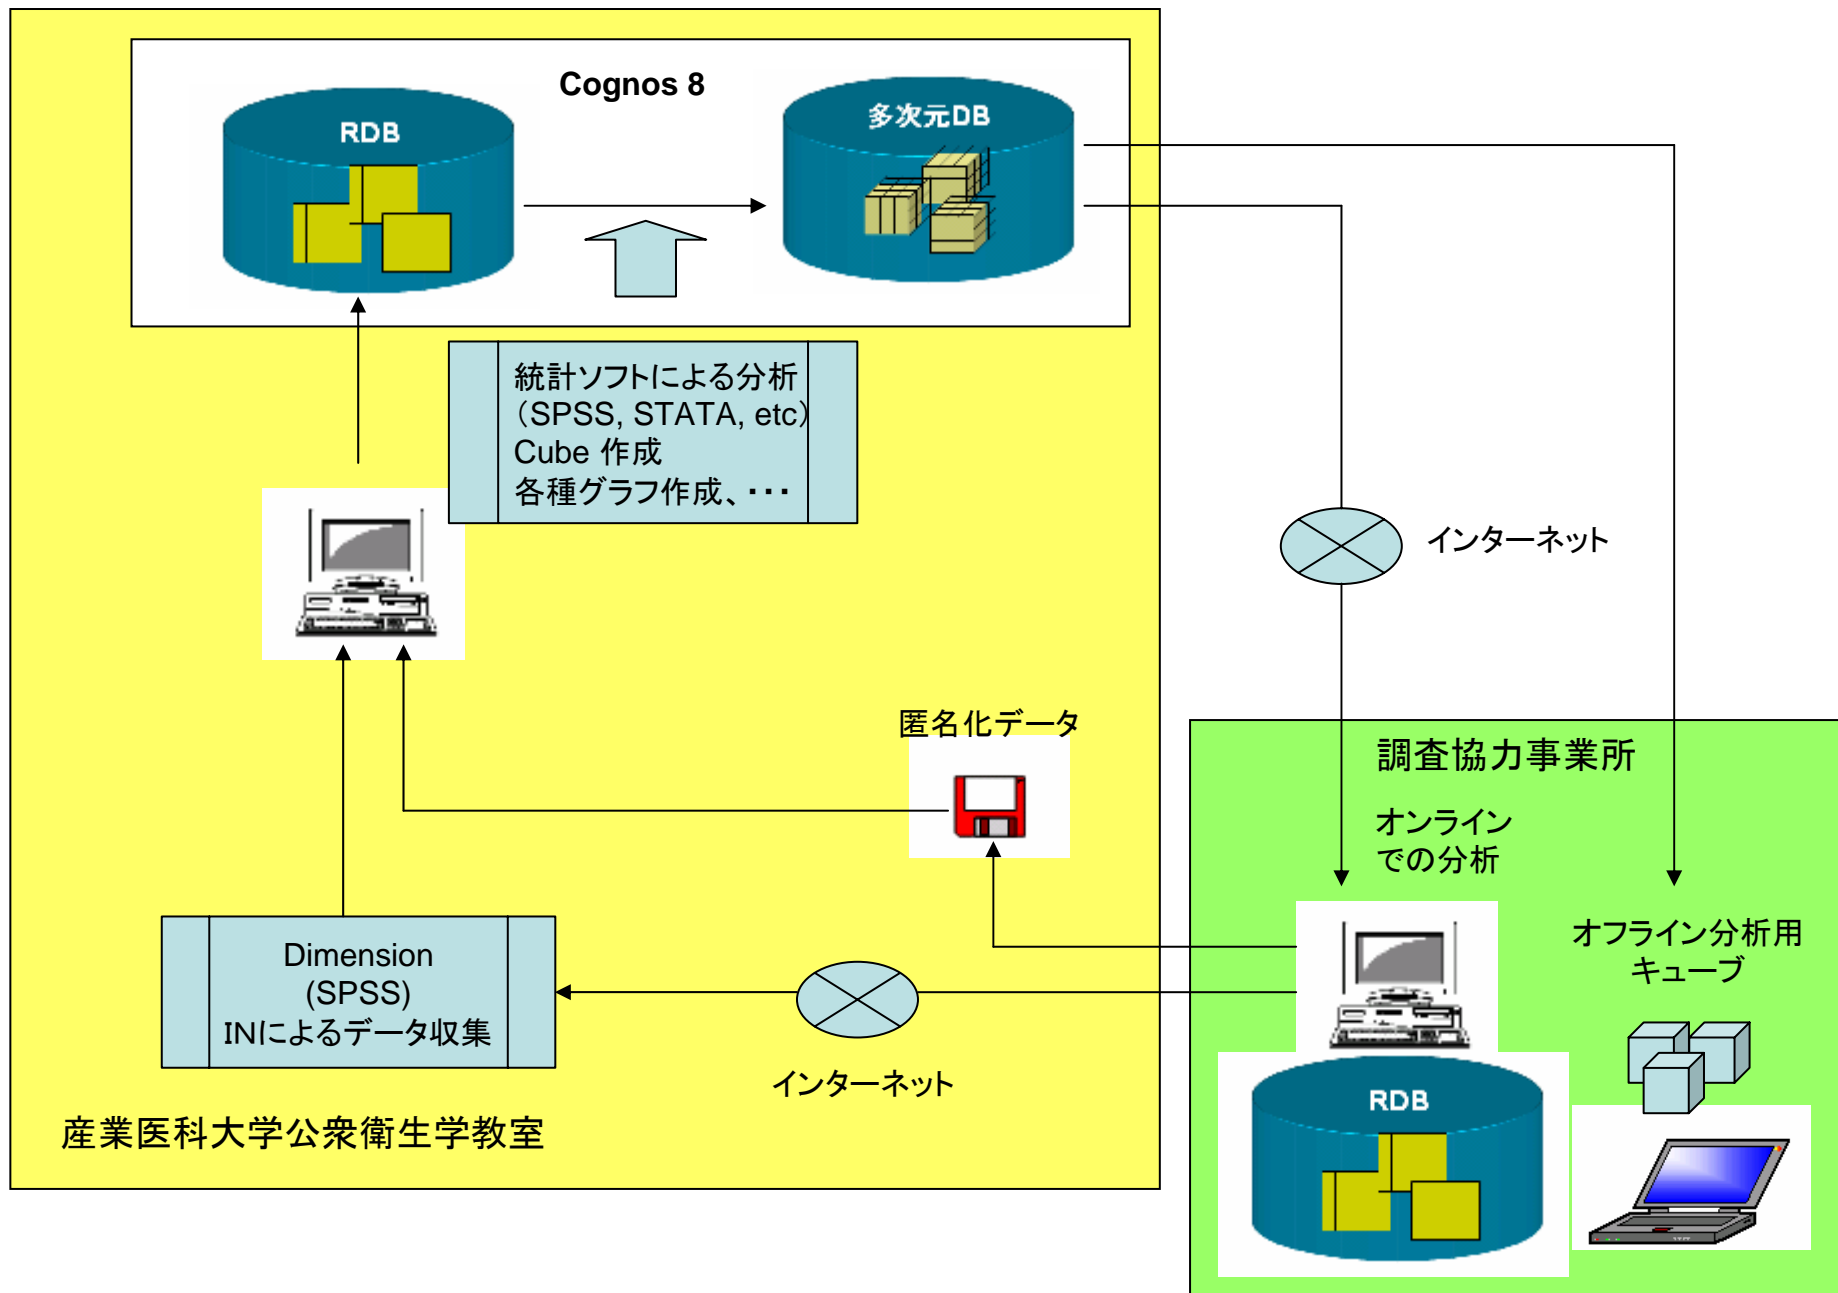 Cognos 8
RDB
多次元DB
統計ソフトによる分析
（SPSS, STATA, etc）
Cube 作成
各種グラフ作成、・・・
インターネット
匿名化データ
調査協力事業所
オンライン
での分析
オフライン分析用
キューブ
Dimension
(SPSS)
INによるデータ収集
インターネット
RDB
産業医科大学公衆衛生学教室